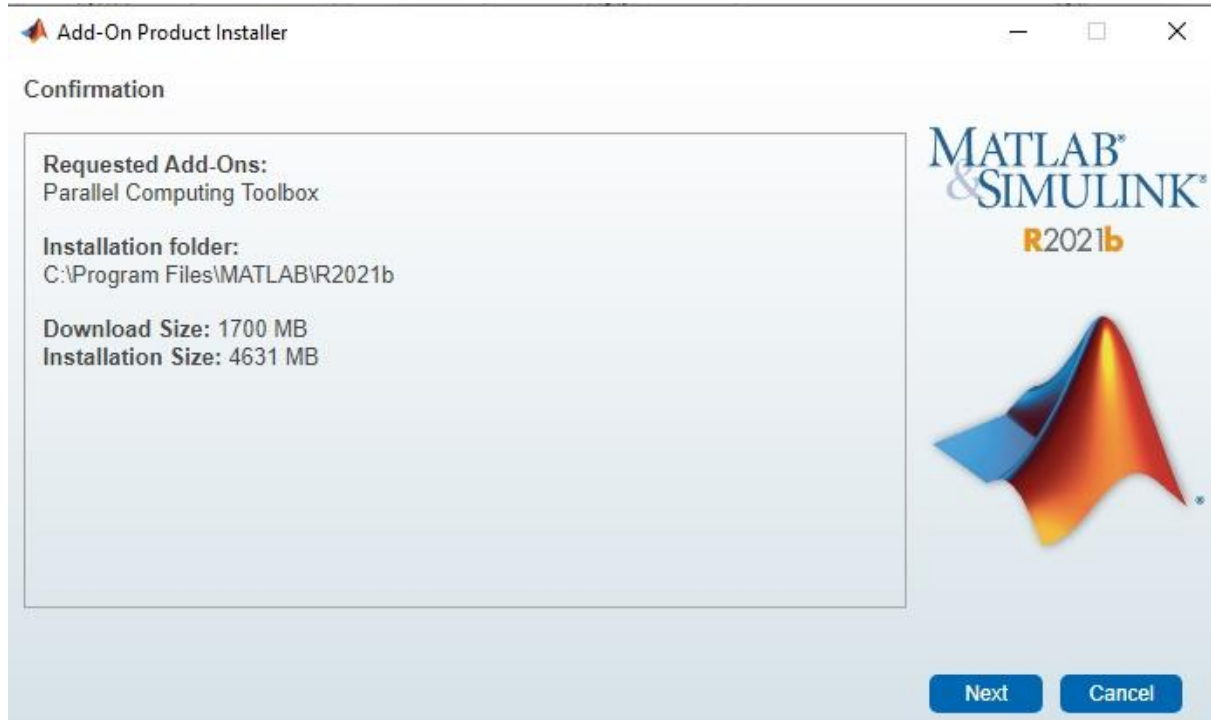 Add-On Product Installer
Confirmation
Requested Add-Ons:
Parallel Computing Toolbox
Installation folder:
C:\Program Files\MATLAB\R2021b
Download Size: 1700 MB
Installation Size: 4631 MB
MATLAB®
&SIMULINK®
R2021b
®
Next Cancel